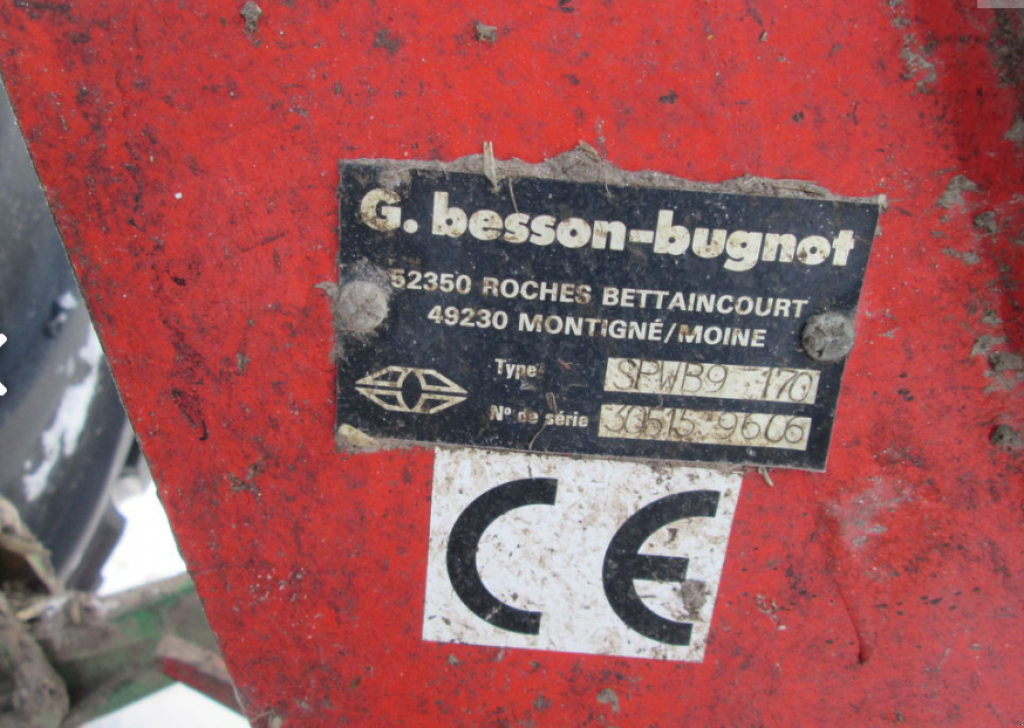 G. besson-bugnot
52350 ROCHES BETTAINCOURT
49230 MONTIGNÉ/MOINE
Type SPWB9 170
N° de série 30515 9606
CE